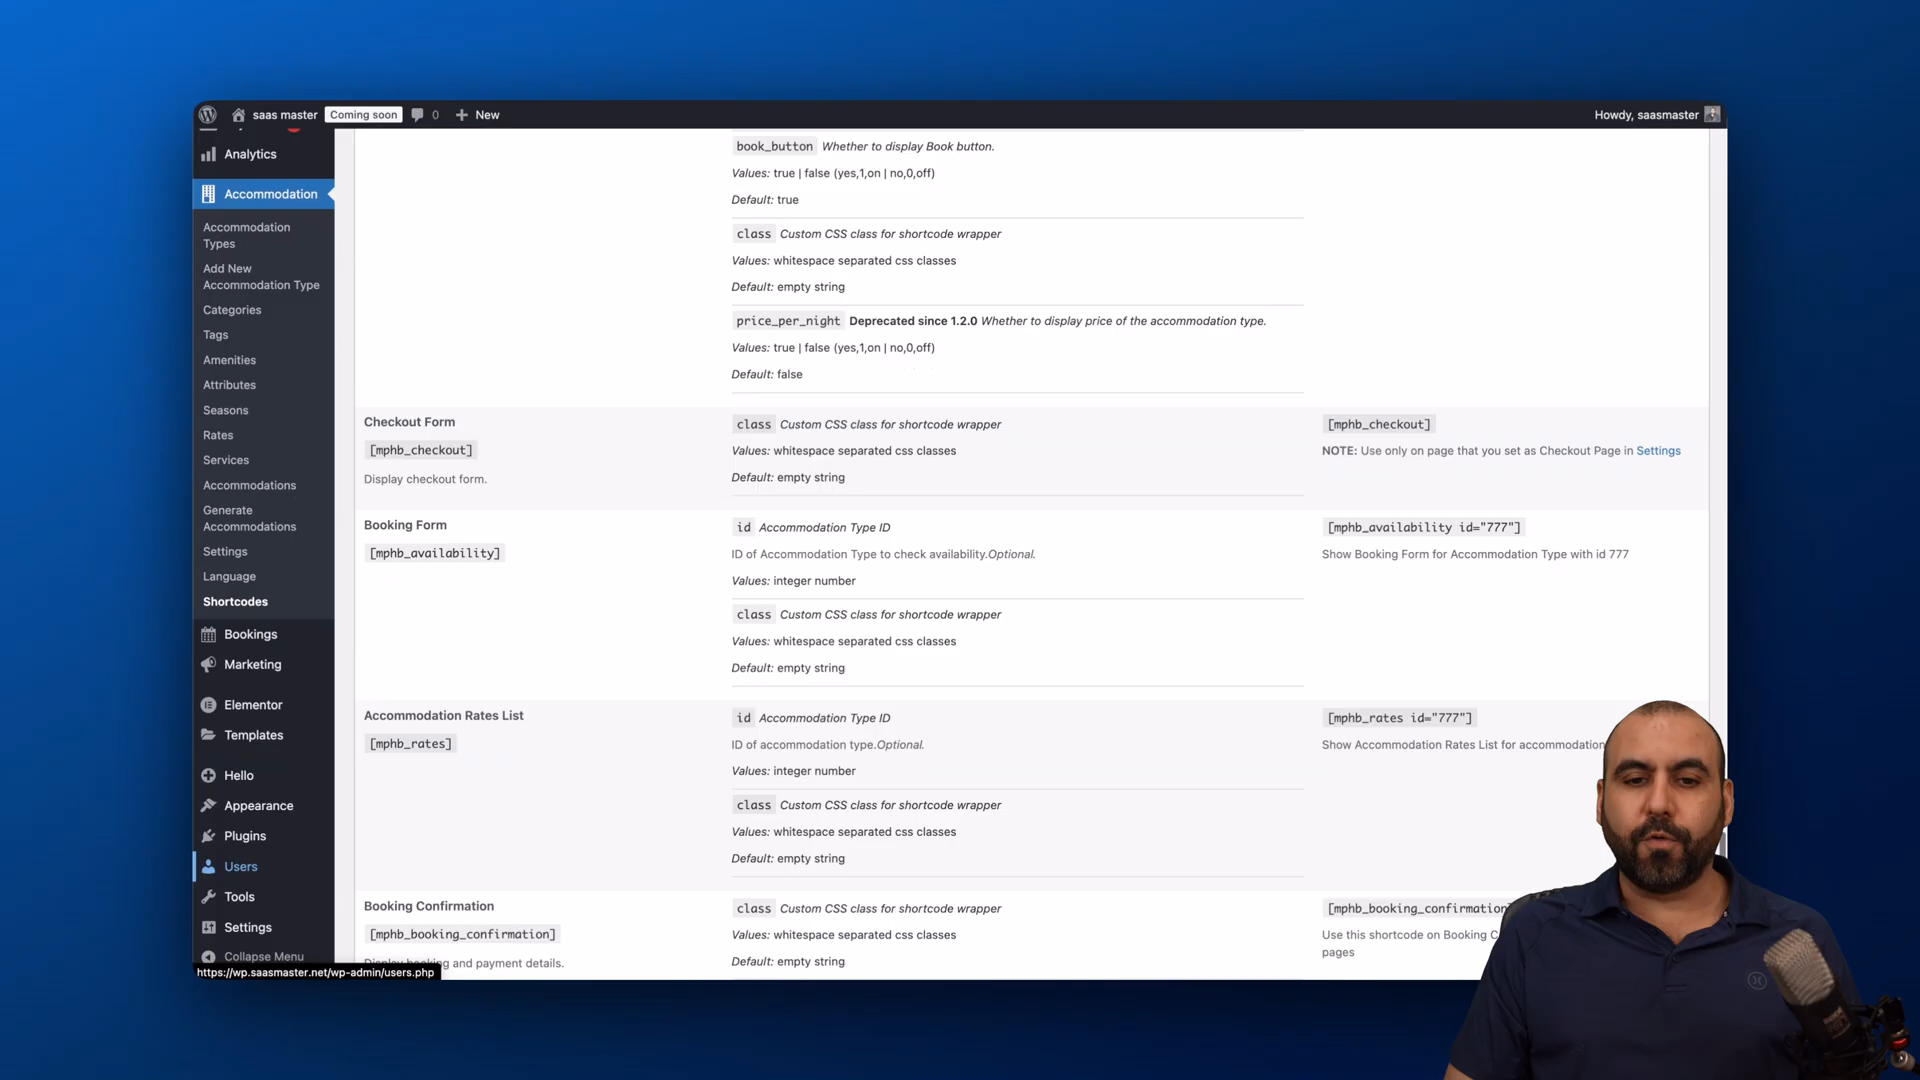 saas master Coming soon 0 + New
Howdy, saasmaster
Analytics
Accommodation
Accommodation
Types
Add New
Accommodation Type
Categories
Tags
Amenities
Attributes
Seasons
Rates
Services
Accommodations
Generate
Accommodations
Settings
Language
Shortcodes
Bookings
Marketing
Elementor
Templates
Hello
Appearance
Plugins
Users
Tools
Settings
Collapse Menu
https://wp.saasmaster.net/wp-admin/users.php
book_button Whether to display Book button.
Values: true | false (yes,1,on | no,0,off)
Default: true
class Custom CSS class for shortcode wrapper
Values: whitespace separated css classes
Default: empty string
price_per_night Deprecated since 1.2.0 Whether to display price of the accommodation type.
Values: true | false (yes,1,on | no,0,off)
Default: false
Checkout Form
[mphb_checkout]
Display checkout form.
class Custom CSS class for shortcode wrapper
Values: whitespace separated css classes
Default: empty string
[mphb_checkout]
NOTE: Use only on page that you set as Checkout Page in Settings
Booking Form
[mphb_availability]
id Accommodation Type ID
ID of Accommodation Type to check availability.Optional.
Values: integer number
class Custom CSS class for shortcode wrapper
Values: whitespace separated css classes
Default: empty string
[mphb_availability id="777"]
Show Booking Form for Accommodation Type with id 777
Accommodation Rates List
[mphb_rates]
id Accommodation Type ID
ID of accommodation type.Optional.
Values: integer number
class Custom CSS class for shortcode wrapper
Values: whitespace separated css classes
Default: empty string
[mphb_rates id="777"]
Show Accommodation Rates List for accommodation
Booking Confirmation
[mphb_booking_confirmation]
Display booking and payment details.
class Custom CSS class for shortcode wrapper
Values: whitespace separated css classes
Default: empty string
[mphb_booking_confirmation
Use this shortcode on Booking
pages